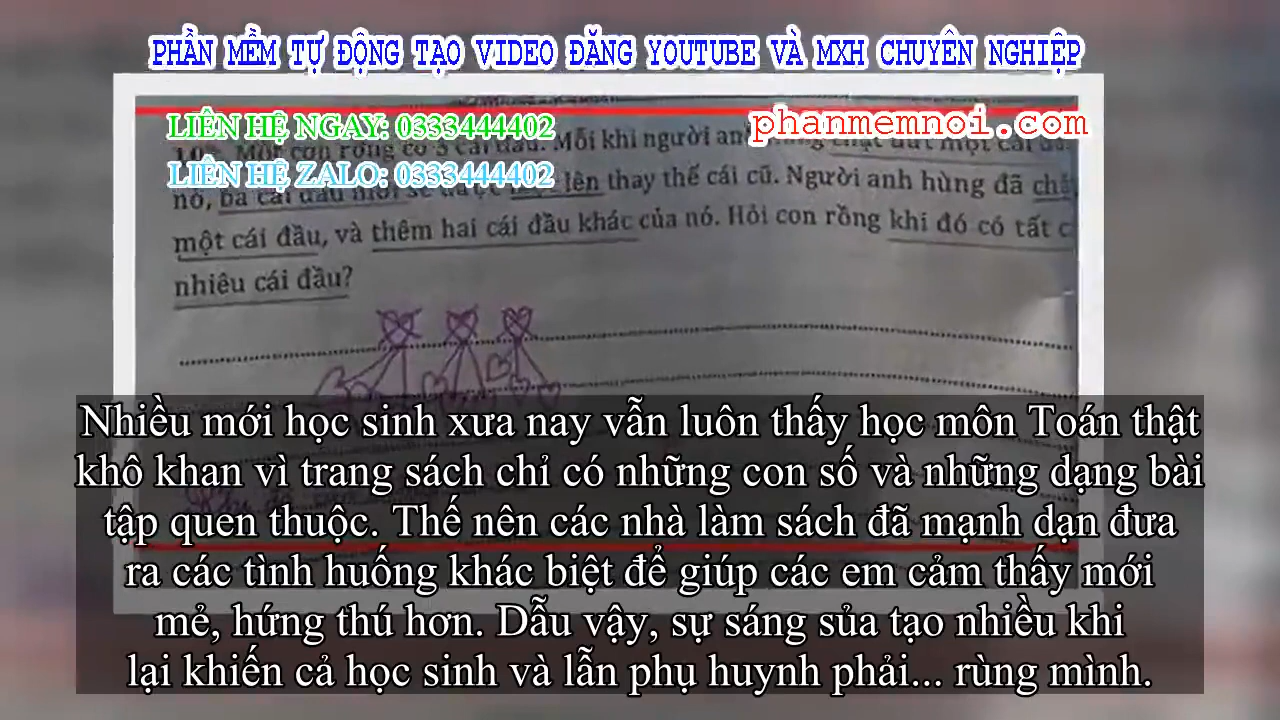 PHẦN MỀM TỰ ĐỘNG TẠO VIDEO ĐĂNG YOUTUBE VÀ MXH CHUYÊN NGHIỆP
LIÊN HỆ NGAY: 0333444402
phanmemnoi.com
LIÊN HỆ ZALO: 0333444402
cái đầu. Mỗi khi người anh
thay thế cái cũ. Người anh hùng đã
một cái đầu, và thêm hai cái đầu khác của nó. Hỏi con rồng khi đó có tất
nhiêu cái đầu?
Nhiều mới học sinh xưa nay vẫn luôn thấy học môn Toán thật
khô khan vì trang sách chỉ có những con số và những dạng bài
tập quen thuộc. Thế nên các nhà làm sách đã mạnh dạn đưa
ra các tình huống khác biệt để giúp các em cảm thấy mới
mẻ, hứng thú hơn. Dẫu vậy, sự sáng sủa tạo nhiều khi
lại khiến cả học sinh và lẫn phụ huynh phải... rùng mình.